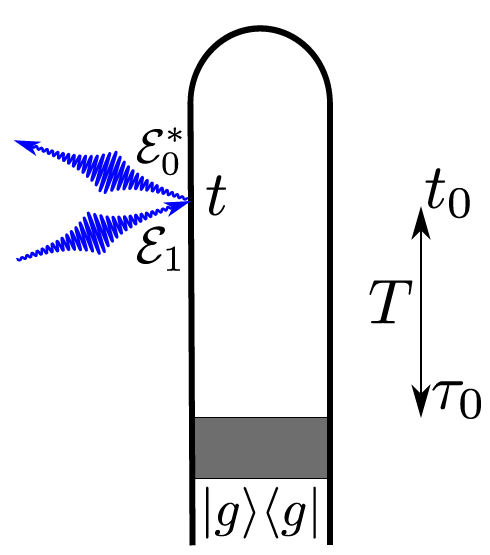 ℰ₀*
t
ℰ₁
t₀
T
τ₀
|g⟩⟨g|